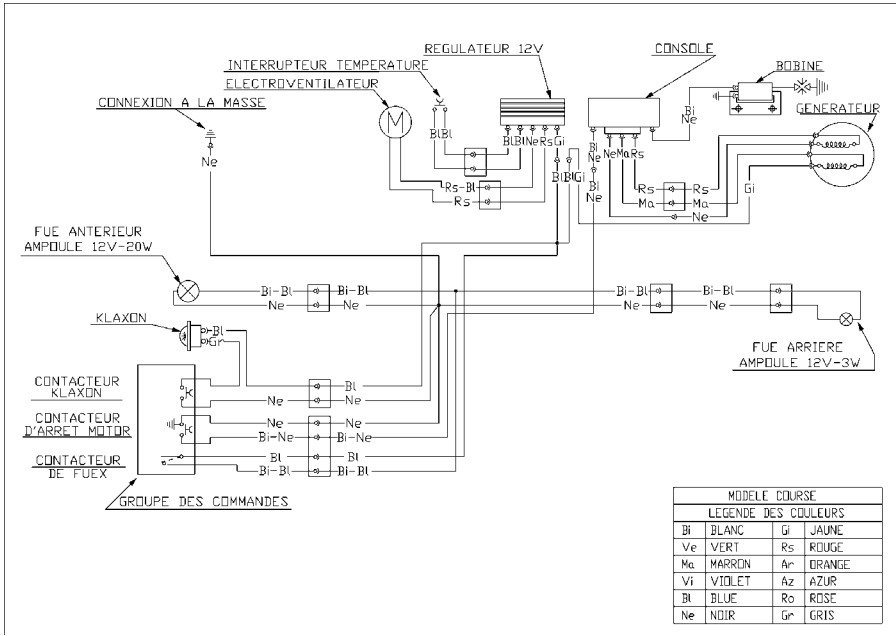 REGULATEUR 12V
CONSOLE
INTERRUPTEUR TEMPERATURE
BOBINE
ELECTROVENTILATEUR
CONNEXION A LA MASSE
GENERATEUR
M
Ne
Bl Bl
Bl Bl Ne Rs Gi
Bi
Ne
Ne Ma Rs
Bi
Ne
Bl Bl Gi
Bi
Ne
Rs-Bl
Rs
Rs Rs
Ma Ma
Ne
Gi
FUE ANTERIEUR
AMPOULE 12V-20W
Bi-Bl Bi-Bl Bi-Bl Bi-Bl
Ne Ne Ne Ne
KLAXON
Bl
Gr
FUE ARRIERE
AMPOULE 12V-3W
CONTACTEUR
KLAXON
Bl
Ne Ne
CONTACTEUR
D'ARRET MOTOR
Ne Ne
Bi-Ne Bi-Ne
CONTACTEUR
DE FUEX
Bl Bl
Bi-Bl Bi-Bl
GROUPE DES COMMANDES
MODELE COURSE
LEGENDE DES COULEURS
Bi BLANC Gi JAUNE
Ve VERT Rs ROUGE
Ma MARRON Ar ORANGE
Vi VIOLET Az AZUR
Bl BLUE Ro ROSE
Ne NOIR Gr GRIS